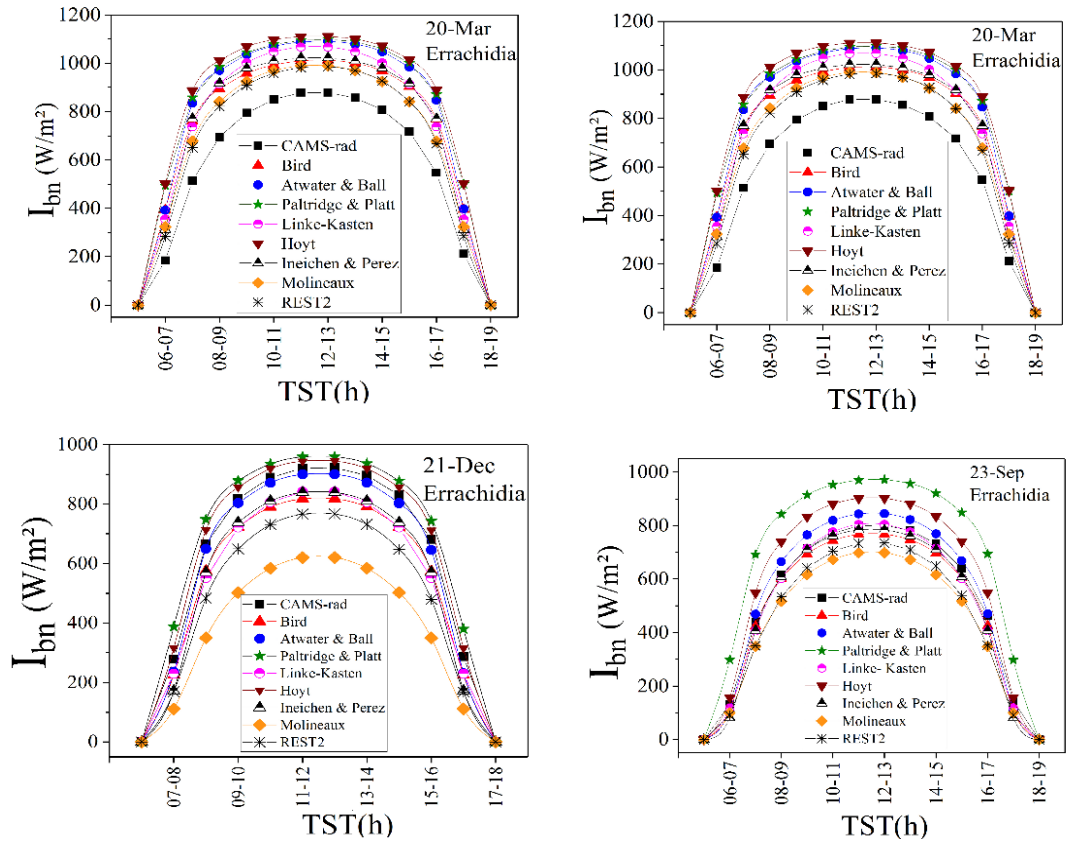 1200
1000
800
600
400
200
0
I_bn (W/m²)
20-Mar
Errachidia
CAMS-rad
Bird
Atwater & Ball
Paltridge & Platt
Linke-Kasten
Hoyt
Ineichen & Perez
Molineaux
REST2
06-07
08-09
10-11
12-13
14-15
16-17
18-19
TST(h)
1200
1000
800
600
400
200
0
I_bn (W/m²)
20-Mar
Errachidia
CAMS-rad
Bird
Atwater & Ball
Paltridge & Platt
Linke-Kasten
Hoyt
Ineichen & Perez
Molineaux
REST2
06-07
08-09
10-11
12-13
14-15
16-17
18-19
TST(h)
1000
800
600
400
200
0
I_bn (W/m²)
21-Dec
Errachidia
CAMS-rad
Bird
Atwater & Ball
Paltridge & Platt
Linke-Kasten
Hoyt
Ineichen & Perez
Molineaux
REST2
07-08
09-10
11-12
13-14
15-16
17-18
TST(h)
1000
800
600
400
200
0
I_bn (W/m²)
23-Sep
Errachidia
CAMS-rad
Bird
Atwater & Ball
Paltridge & Platt
Linke- Kasten
Hoyt
Ineichen & Perez
Molineaux
REST2
06-07
08-09
10-11
12-13
14-15
16-17
18-19
TST(h)